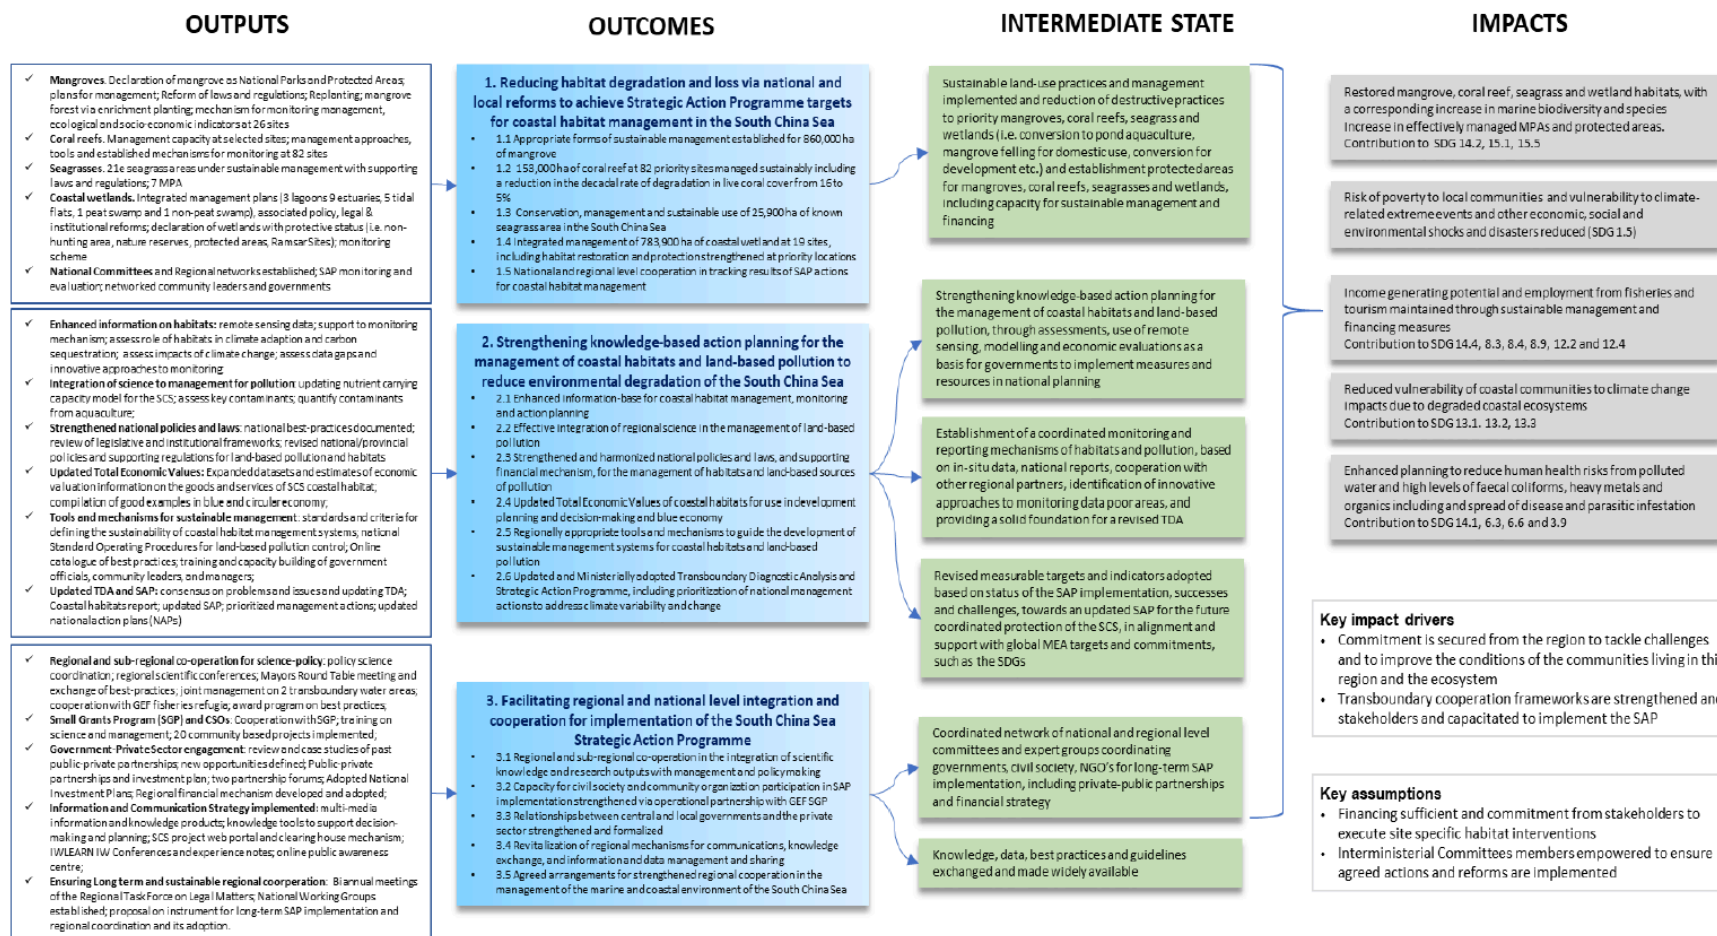 OUTPUTS
✓ Mangroves. Declaration of mangrove as National Parks and Protected Areas;
plans for management; Reform of laws and regulations; Replanting; mangrove
forest via enrichment planting; mechanism for monitoring management,
ecological and socio-economic indicators at 26 sites
✓ Coral reefs. Management capacity at selected sites; management approaches,
tools and established mechanisms for monitoring at 82 sites
✓ Seagrasses. 21e seagrass areas under sustainable management with supporting
laws and regulations; 7 MPA
✓ Coastal wetlands. Integrated management plans (3 lagoons 9 estuaries, 5 tidal
flats, 1 peat swamp and 1 non-peat swamp), associated policy, legal &
institutional reforms; declaration of wetlands with protective status (i.e. non-
hunting area, nature reserves, protected areas, Ramsar Sites); monitoring
scheme
✓ National Committees and Regional networks established; SAP monitoring and
evaluation; networked community leaders and governments
✓ Enhanced information on habitats: remote sensing data; support to monitoring
mechanism; assess role of habitats in climate adaption and carbon
sequestration; assess impacts of climate change; assess data gaps and
innovative approaches to monitoring
✓ Integration of science to management for pollution: updating nutrient carrying
capacity model for the SCS; assess key contaminants; quantify contaminants
from aquaculture;
✓ Strengthened national policies and laws: national best-practices documented;
review of legislative and institutional frameworks; revised national/provincial
policies and supporting regulations for land-based pollution and habitats
✓ Updated Total Economic Values: Expanded datasets and estimates of economic
valuation information on the goods and services of SCS coastal habitat;
compilation of good examples in blue and circular economy;
✓ Tools and mechanisms for sustainable management: standards and criteria for
defining the sustainability of coastal habitat management systems; national
Standard Operating Procedures for land-based pollution control; Online
catalogue of best practices; training and capacity building of government
officials, community leaders, and managers;
✓ Updated TDA and SAP: consensus on problems and issues and updating TDA;
Coastal habitats report; updated SAP; prioritized management actions; updated
national action plans (NAPs)
✓ Regional and sub-regional co-operation for science-policy: policy science
coordination; regional scientific conferences; Mayors Round Table meeting and
exchange of best-practices; joint management on 2 transboundary water areas;
cooperation with GEF fisheries refugia; award program on best practices;
✓ Small Grants Program (SGP) and CSOs: Cooperation with SGP; training on
science and management; 20 community based projects implemented;
✓ Government-Private Sector engagement: review and case studies of past
public-private partnerships; new opportunities defined; Public-private
partnerships and investment plan; two partnership forums; Adopted National
Investment Plans; Regional financial mechanism developed and adopted;
✓ Information and Communication Strategy implemented: multi-media
information and knowledge products; knowledge tools to support decision-
making and planning; SCS project web portal and clearing house mechanism;
IWLEARN IW Conferences and experience notes; online public awareness
centre;
✓ Ensuring Long term and sustainable regional coorperation: Biannual meetings
of the Regional Task Force on Legal Matters; National Working Groups
established; proposal on instrument for long-term SAP implementation and
regional coordination and its adoption.
OUTCOMES
1. Reducing habitat degradation and loss via national and
local reforms to achieve Strategic Action Programme targets
for coastal habitat management in the South China Sea
• 1.1 Appropriate forms of sustainable management established for 860,000 ha
of mangrove
• 1.2 153,000 ha of coral reef at 82 priority sites managed sustainably including
a reduction in the decadal rate of degradation in live coral cover from 16 to
5%
• 1.3 Conservation, management and sustainable use of 25,900 ha of known
seagrass area in the South China Sea
• 1.4 Integrated management of 783,900 ha of coastal wetland at 19 sites,
including habitat restoration and protection strengthened at priority locations
• 1.5 National and regional level cooperation in tracking results of SAP actions
for coastal habitat management
2. Strengthening knowledge-based action planning for the
management of coastal habitats and land-based pollution to
reduce environmental degradation of the South China Sea
• 2.1 Enhanced information-base for coastal habitat management, monitoring
and action planning
• 2.2 Effective integration of regional science in the management of land-based
pollution
• 2.3 Strengthened and harmonized national policies and laws, and supporting
financial mechanism, for the management of habitats and land-based sources
of pollution
• 2.4 Updated Total Economic Values of coastal habitats for use in development
planning and decision-making and blue economy
• 2.5 Regionally appropriate tools and mechanisms to guide the development of
sustainable management systems for coastal habitats and land-based
pollution
• 2.6 Updated and Ministerially adopted Transboundary Diagnostic Analysis and
Strategic Action Programme, including prioritization of national management
actions to address climate variability and change
3. Facilitating regional and national level integration and
cooperation for implementation of the South China Sea
Strategic Action Programme
• 3.1 Regional and sub-regional co-operation in the integration of scientific
knowledge and research outputs with management and policy making
• 3.2 Capacity for civil society and community organization participation in SAP
implementation strengthened via operational partnership with GEF SGP
• 3.3 Relationships between central and local governments and the private
sector strengthened and formalized
• 3.4 Revitalization of regional mechanisms for communications, knowledge
exchange, and information and data management and sharing
• 3.5 Agreed arrangements for strengthened regional cooperation in the
management of the marine and coastal environment of the South China Sea
INTERMEDIATE STATE
Sustainable land-use practices and management
implemented and reduction of destructive practices
to priority mangroves, coral reefs, seagrass and
wetlands (i.e. conversion to pond aquaculture,
mangrove felling for domestic use, conversion for
development etc.) and establishment protected areas
for mangroves, coral reefs, seagrasses and wetlands,
including capacity for sustainable management and
financing
Strengthening knowledge-based action planning for
the management of coastal habitats and land-based
pollution, through assessments, use of remote
sensing, modelling and economic evaluations as a
basis for governments to implement measures and
resources in national planning
Establishment of a coordinated monitoring and
reporting mechanisms of habitats and pollution, based
on in-situ data, national reports, cooperation with
other regional partners, identification of innovative
approaches to monitoring data poor areas, and
providing a solid foundation for a revised TDA
Revised measurable targets and indicators adopted
based on status of the SAP implementation, successes
and challenges, towards an updated SAP for the future
coordinated protection of the SCS, in alignment and
support with global MEA targets and commitments,
such as the SDGs
Coordinated network of national and regional level
committees and expert groups coordinating
governments, civil society, NGO's for long-term SAP
implementation, including private-public partnerships
and financial strategy
Knowledge, data, best practices and guidelines
exchanged and made widely available
IMPACTS
Restored mangrove, coral reef, seagrass and wetland habitats, with
a corresponding increase in marine biodiversity and species
Increase in effectively managed MPAs and protected areas.
Contribution to SDG 14.2, 15.1, 15.5
Risk of poverty to local communities and vulnerability to climate-
related extreme events and other economic, social and
environmental shocks and disasters reduced (SDG 1.5)
Income generating potential and employment from fisheries and
tourism maintained through sustainable management and
financing measures
Contribution to SDG 14.4, 8.3, 8.4, 8.9, 12.2 and 12.4
Reduced vulnerability of coastal communities to climate change
impacts due to degraded coastal ecosystems
Contribution to SDG 13.1. 13.2, 13.3
Enhanced planning to reduce human health risks from polluted
water and high levels of faecal coliforms, heavy metals and
organics including and spread of disease and parasitic infestation
Contribution to SDG 14.1, 6.3, 6.6 and 3.9
Key impact drivers
• Commitment is secured from the region to tackle challenges
and to improve the conditions of the communities living in thi
region and the ecosystem
• Transboundary cooperation frameworks are strengthened an
stakeholders and capacitated to implement the SAP
Key assumptions
• Financing sufficient and commitment from stakeholders to
execute site specific habitat interventions
• Interministerial Committees members empowered to ensure
agreed actions and reforms are implemented